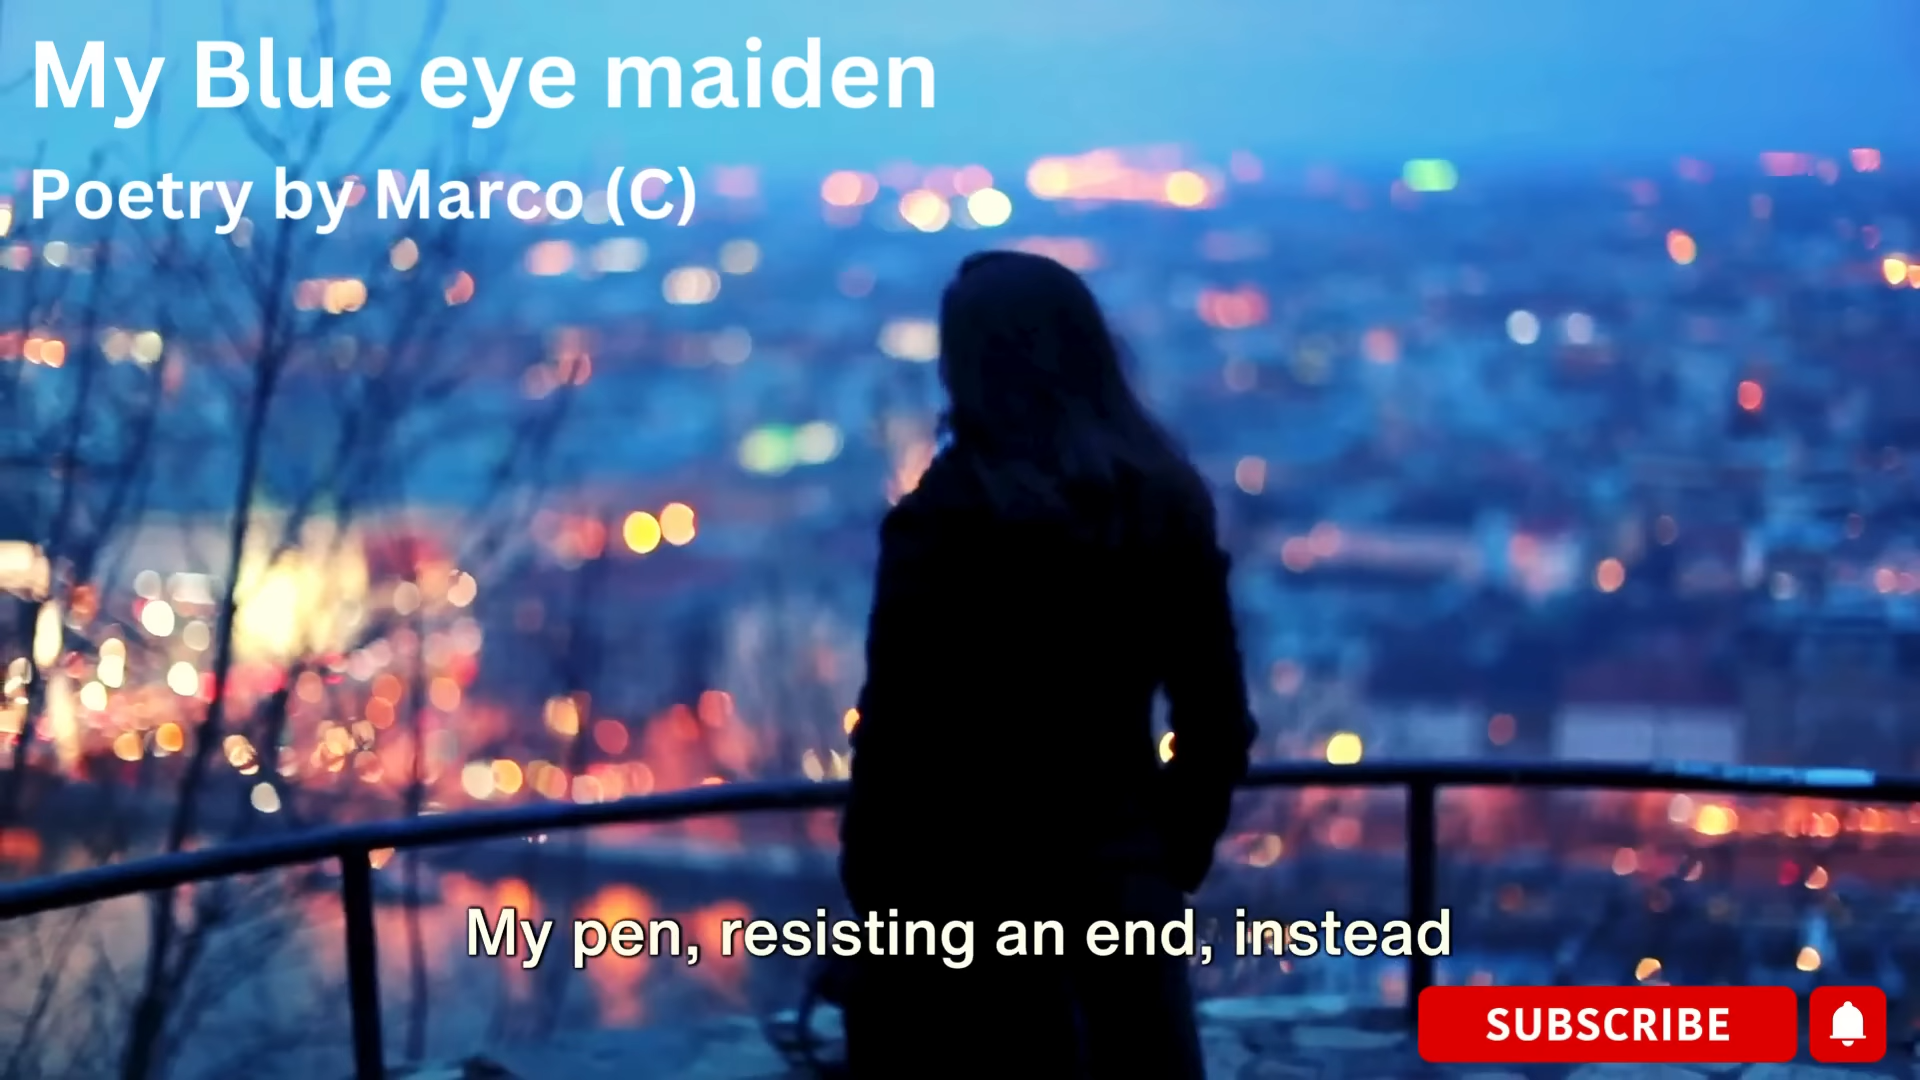 My Blue eye maiden
Poetry by Marco (C)
My pen, resisting an end, instead
SUBSCRIBE